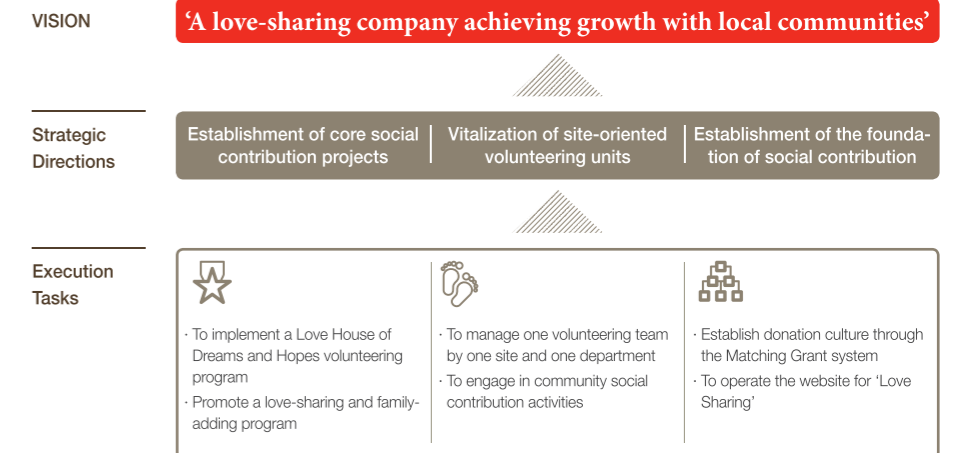 VISION
‘A love-sharing company achieving growth with local communities’
Strategic
Directions
Establishment of core social
contribution projects
Vitalization of site-oriented
volunteering units
Establishment of the founda-
tion of social contribution
Execution
Tasks
· To implement a Love House of
Dreams and Hopes volunteering
program
· Promote a love-sharing and family-
adding program
· To manage one volunteering team
by one site and one department
· To engage in community social
contribution activities
· Establish donation culture through
the Matching Grant system
· To operate the website for ‘Love
Sharing’